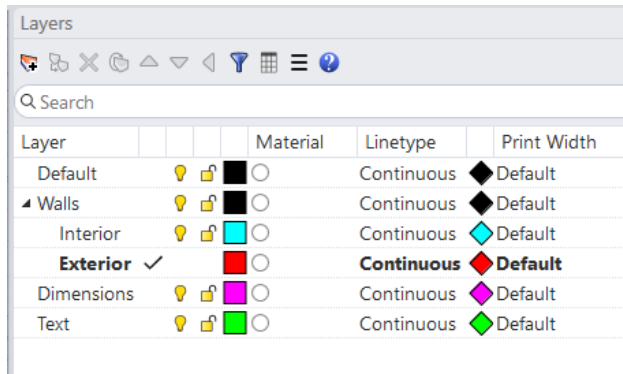 Layers
Search
Layer Material Linetype Print Width
Default Continuous Default
Walls Continuous Default
Interior Continuous Default
Exterior Continuous Default
Dimensions Continuous Default
Text Continuous Default